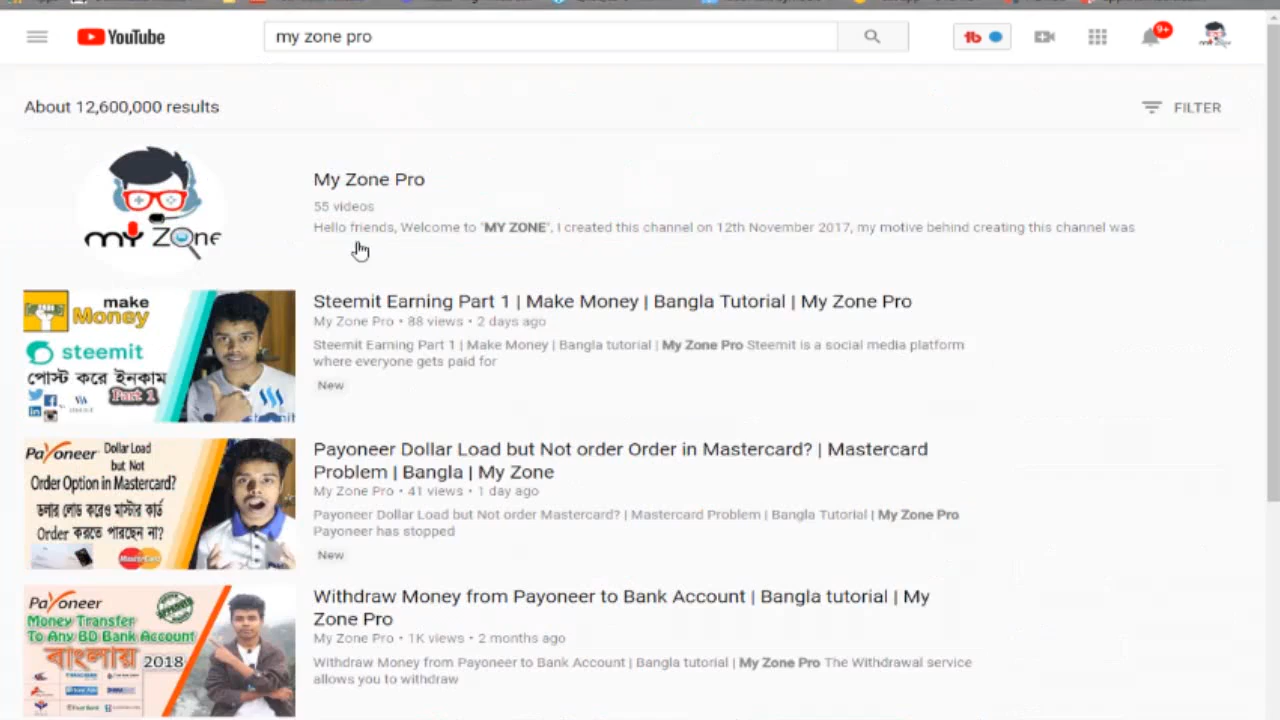 YouTube
my zone pro
9+
About 12,600,000 results
FILTER
my Zone
My Zone Pro
55 videos
Hello friends, Welcome to "MY ZONE", I created this channel on 12th November 2017, my motive behind creating this channel was
make
Money
steemit
পোস্ট করে ইনকাম
Part 1
Steemit Earning Part 1 | Make Money | Bangla Tutorial | My Zone Pro
My Zone Pro • 88 views • 2 days ago
Steemit Earning Part 1 | Make Money | Bangla tutorial | My Zone Pro Steemit is a social media platform
where everyone gets paid for
New
Payoneer Dollar Load
but Not
Order Option in Mastercard?
ডলার লোড করেও মাস্টার কার্ড
Order করতে পারছেন না?
MasterCard
Payoneer Dollar Load but Not order Order in Mastercard? | Mastercard
Problem | Bangla | My Zone
My Zone Pro • 41 views • 1 day ago
Payoneer Dollar Load but Not order Mastercard? | Mastercard Problem | Bangla Tutorial | My Zone Pro
Payoneer has stopped
New
Payoneer
Money Transfer
To Any BD Bank Account
বাংলায় 2018
Withdraw Money from Payoneer to Bank Account | Bangla tutorial | My
Zone Pro
My Zone Pro • 1K views • 2 months ago
Withdraw Money from Payoneer to Bank Account | Bangla tutorial | My Zone Pro The Withdrawal service
allows you to withdraw